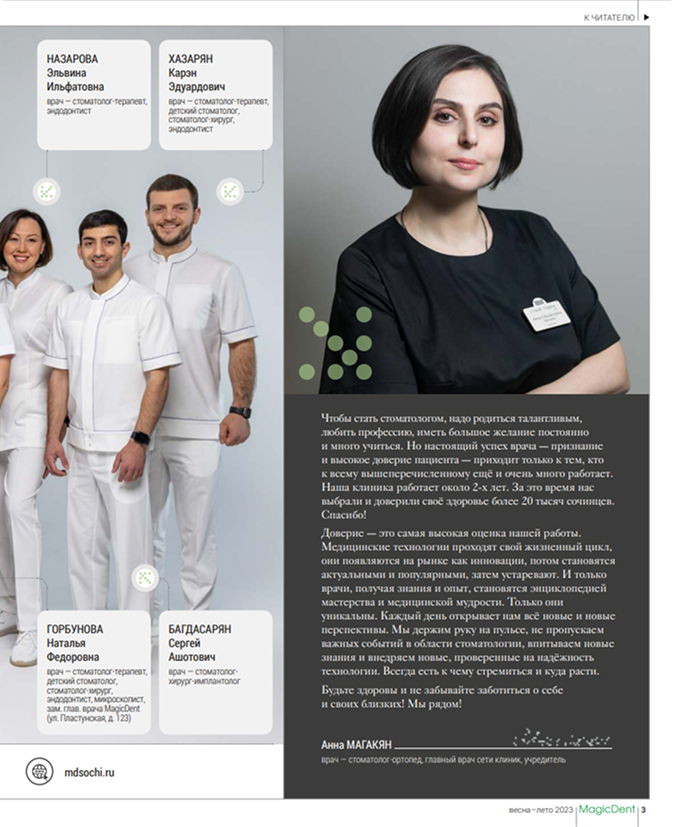 К ЧИТАТЕЛЮ
НАЗАРОВА
Эльвина
Ильфатовна
врач — стоматолог-терапевт,
эндодонтист
ХАЗАРЯН
Карэн
Эдуардович
врач — стоматолог-терапевт,
детский стоматолог,
стоматолог-хирург,
эндодонтист
ГОРБУНОВА
Наталья
Федоровна
врач — стоматолог-терапевт,
детский стоматолог,
стоматолог-хирург,
эндодонтист, микроскопист,
зам. глав. врача MagicDent
(ул. Пластунская, д. 123)
БАГДАСАРЯН
Сергей
Ашотович
врач — стоматолог-
хирург-имплантолог
mdsochi.ru
Чтобы стать стоматологом, надо родиться талантливым,
любить профессию, иметь большое желание постоянно
и много учиться. Но настоящий успех врача — признание
и высокое доверие пациента — приходит только к тем, кто
к всему вышеперечисленному ещё и очень много работает.
Наша клиника работает около 2-х лет. За это время нас
выбрали и доверили своё здоровье более 20 тысяч сочинцев.
Спасибо!
Доверие — это самая высокая оценка нашей работы.
Медицинские технологии проходят свой жизненный цикл,
они появляются на рынке как инновации, потом становятся
актуальными и популярными, затем устаревают. И только
врачи, получая знания и опыт, становятся энциклопедией
мастерства и медицинской мудрости. Только они
уникальны. Каждый день открывает нам всё новые и новые
перспективы. Мы держим руку на пульсе, не пропускаем
важных событий в области стоматологии, впитываем новые
знания и внедряем новые, проверенные на надёжность
технологии. Всегда есть к чему стремиться и куда расти.
Будьте здоровы и не забывайте заботиться о себе
и своих близких! Мы рядом!
Анна МАГАКЯН
врач — стоматолог-ортопед, главный врач сети клиник, учредитель
весна–лето 2023 | MagicDent | 3